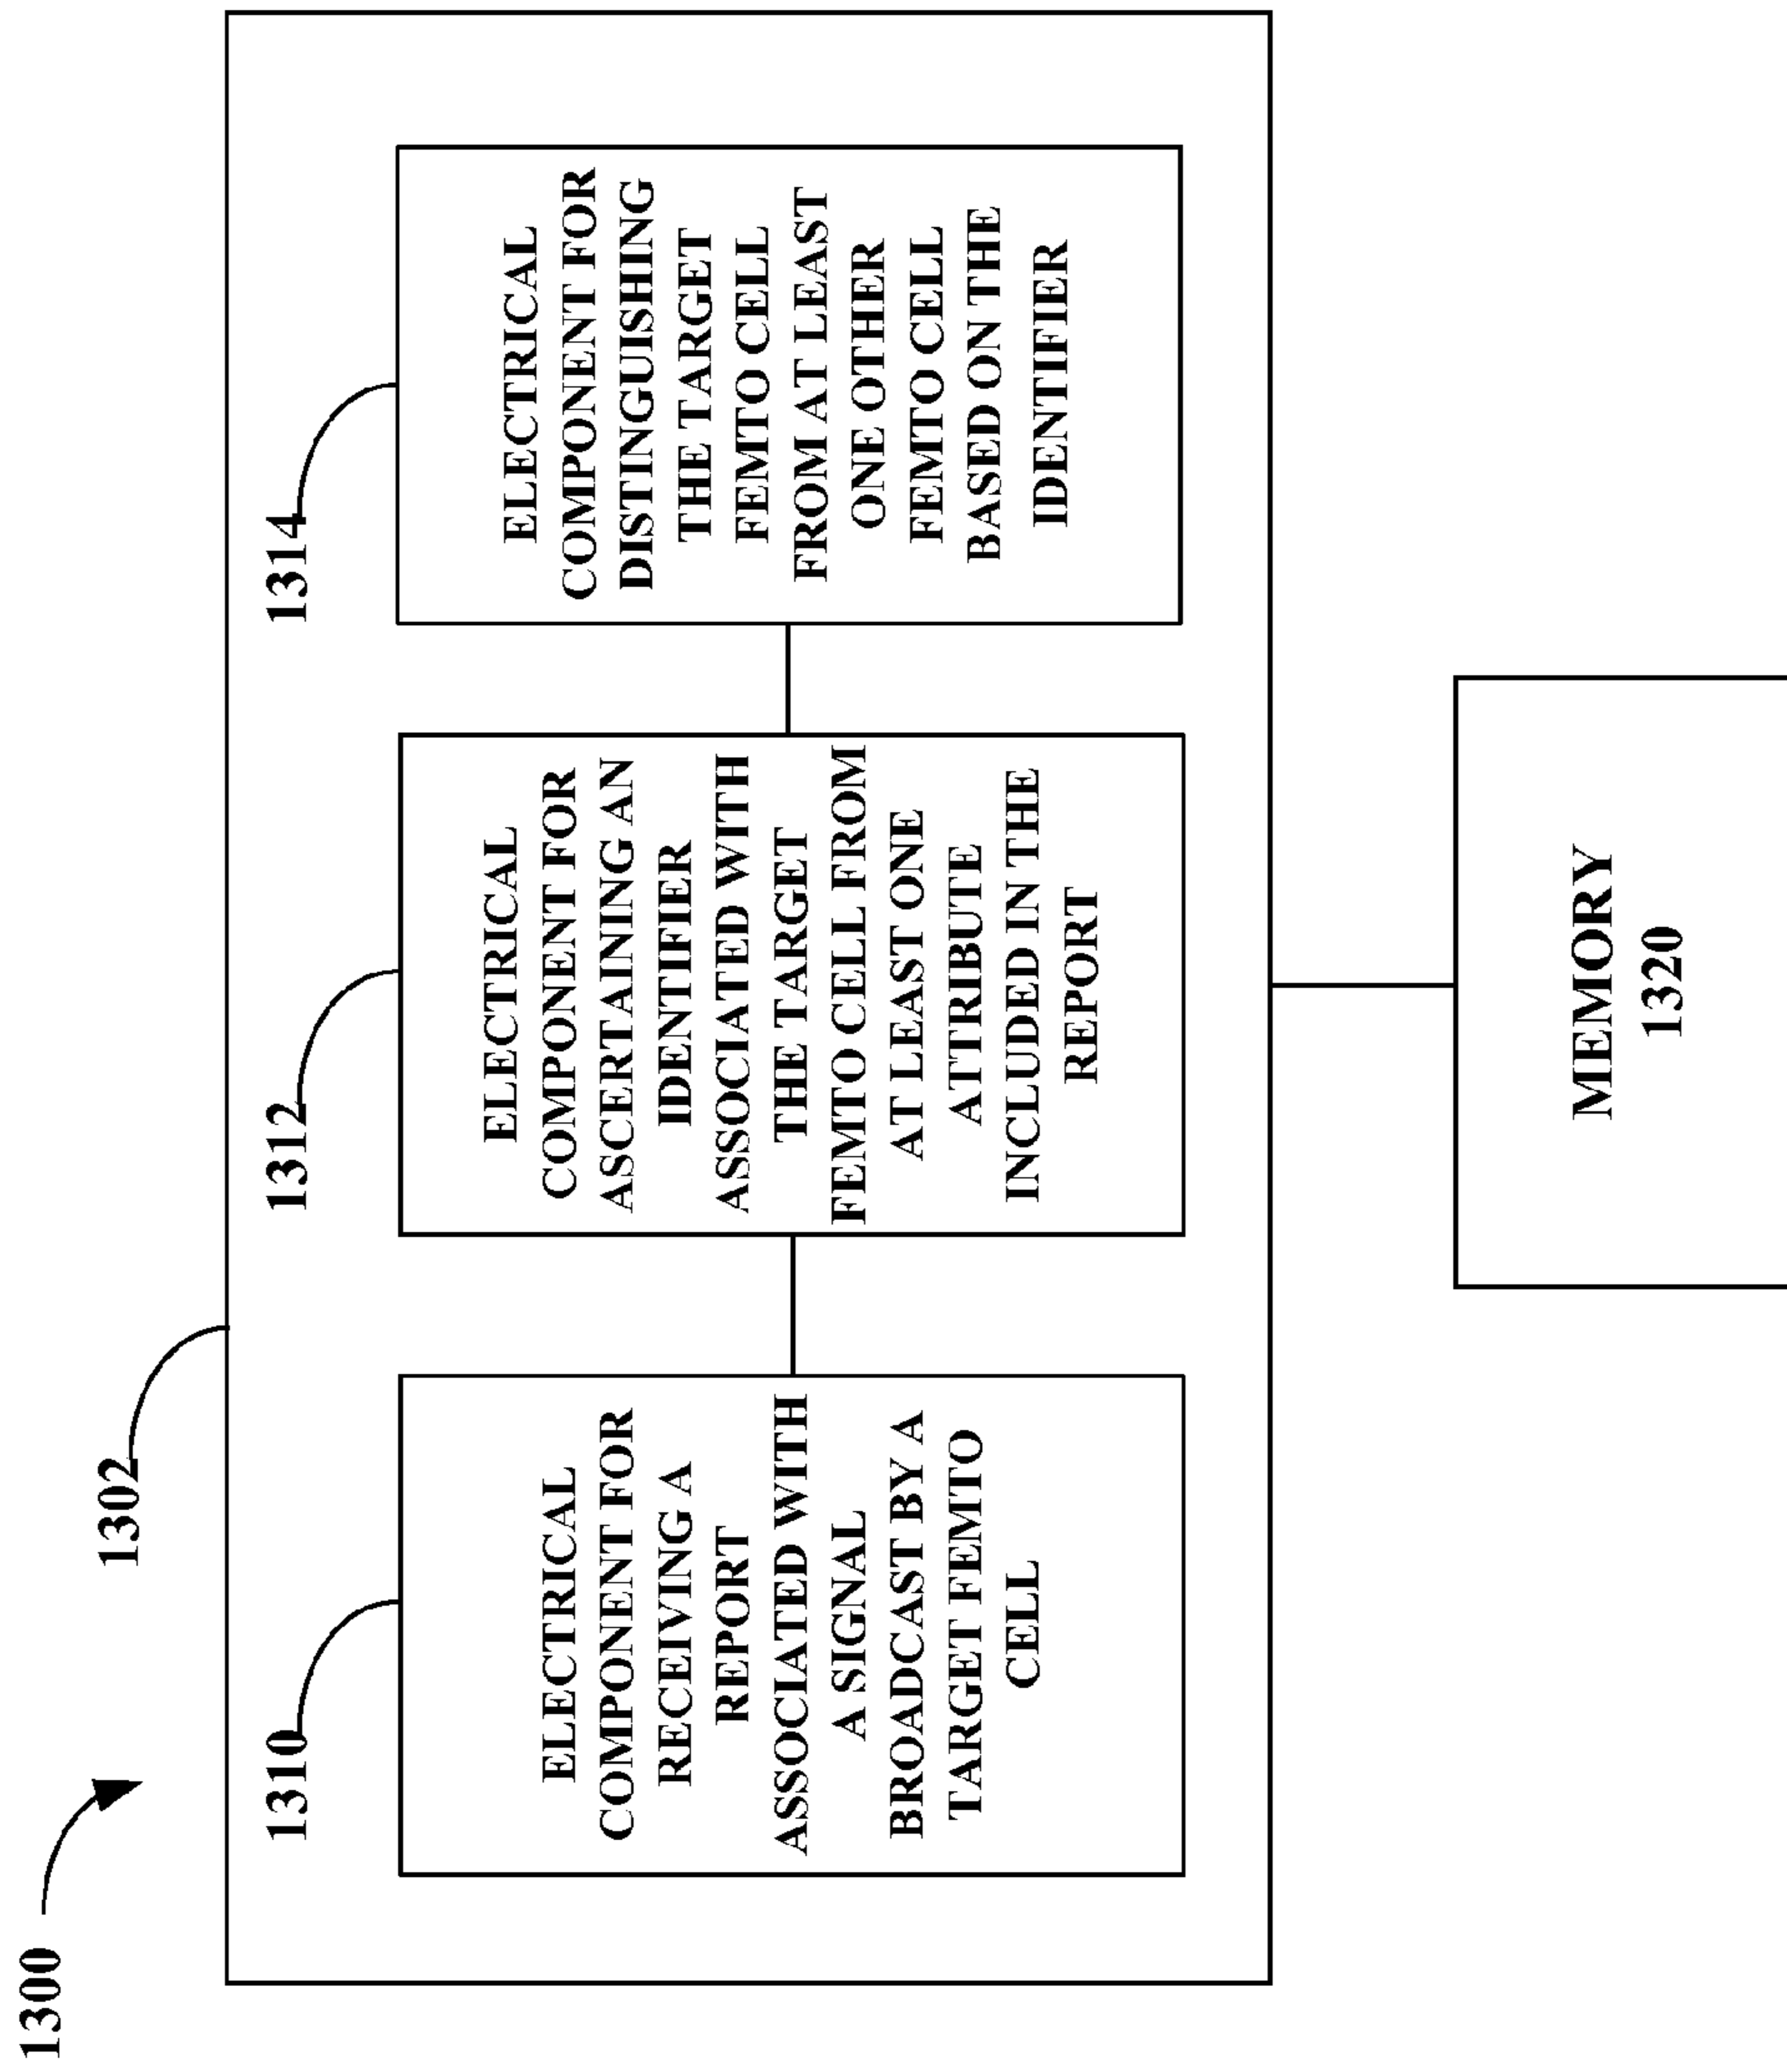 1300
1302
1310
ELECTRICAL
COMPONENT FOR
RECEIVING A
REPORT
ASSOCIATED WITH
A SIGNAL
BROADCAST BY A
TARGET FEMTO
CELL
1312
ELECTRICAL
COMPONENT FOR
ASCERTAINING AN
IDENTIFIER
ASSOCIATED WITH
THE TARGET
FEMTO CELL FROM
AT LEAST ONE
ATTRIBUTE
INCLUDED IN THE
REPORT
1314
ELECTRICAL
COMPONENT FOR
DISTINGUISHING
THE TARGET
FEMTO CELL
FROM AT LEAST
ONE OTHER
FEMTO CELL
BASED ON THE
IDENTIFIER
MEMORY
1320